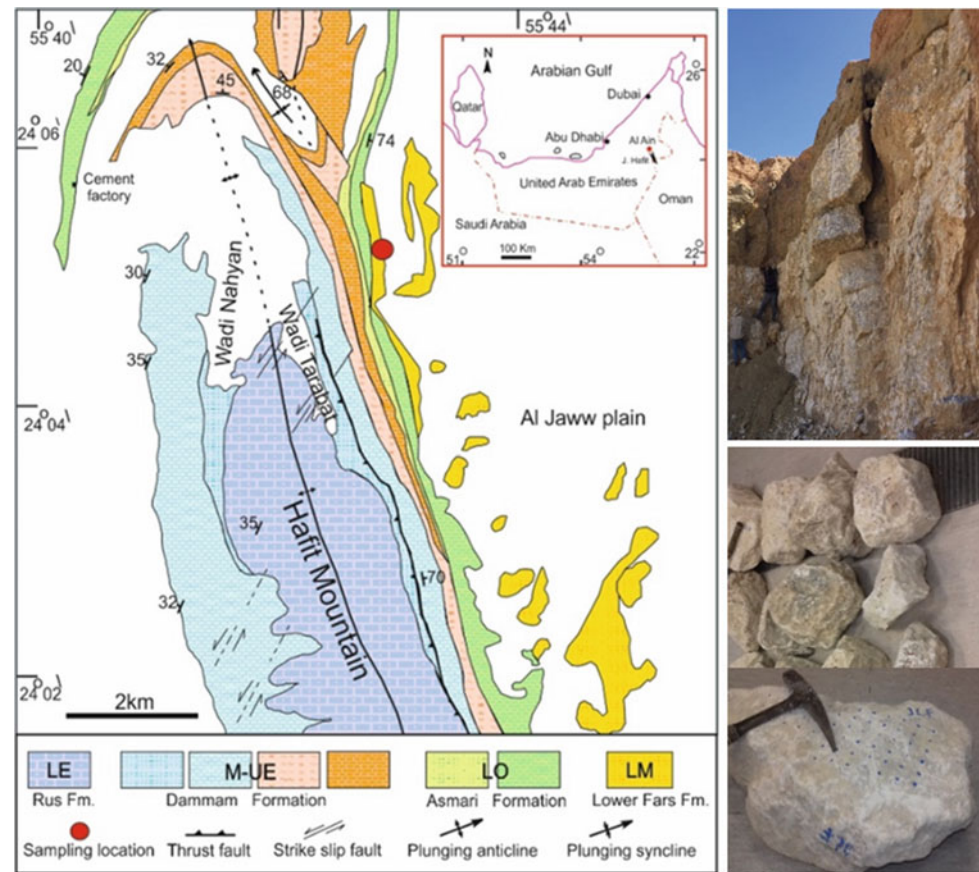 55° 40
55° 44
24° 06
24° 04
24° 02
20
32
45
68
74
Cement
factory
30
35
Wadi Nahyan
Wadi Tarabat
35
Hafit Mountain
32
70
Al Jaww plain
2km
N
Arabian Gulf
26°
Qatar
Dubai
Abu Dhabi
Al Ain
J. Hafit
United Arab Emirates
Oman
Saudi Arabia
100 Km
51°
54°
22°
LE
M-UE
LO
LM
Rus Fm.
Dammam Formation
Asmari Formation
Lower Fars Fm.
Sampling location
Thrust fault
Strike slip fault
Plunging anticline
Plunging syncline